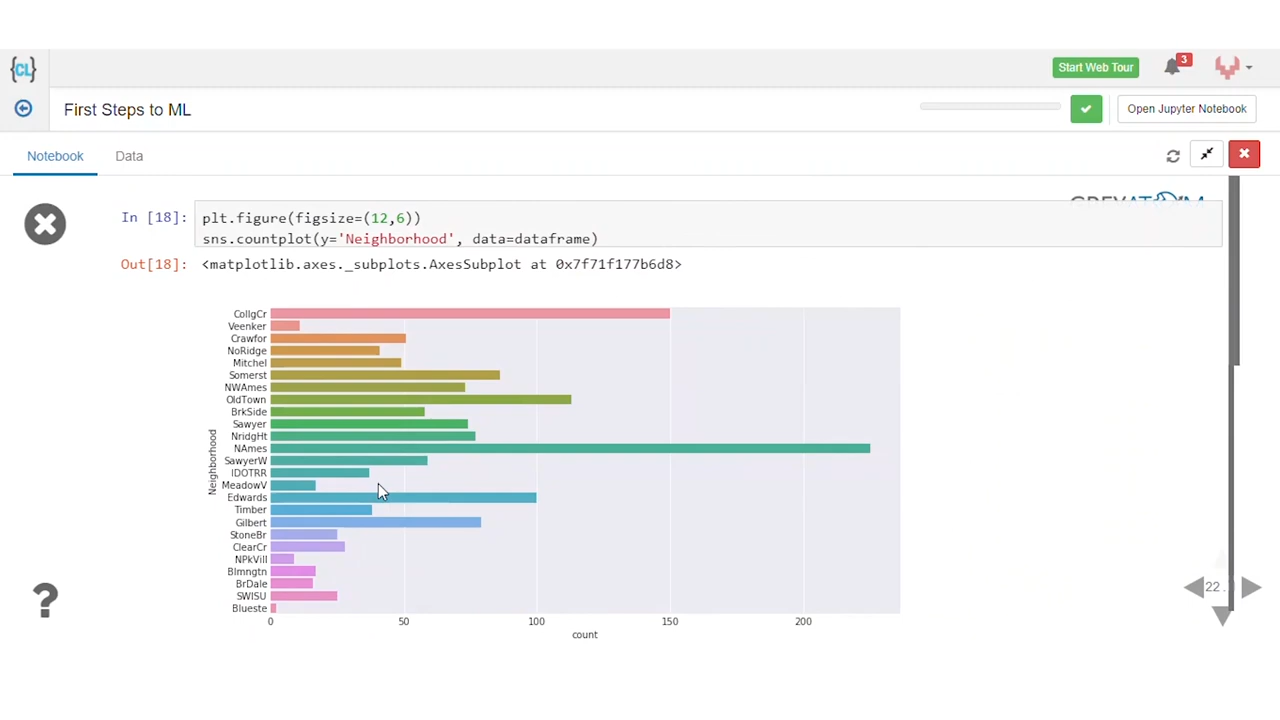 {CL}
Start Web Tour
3
First Steps to ML
Open Jupyter Notebook
Notebook
Data
GREYATOM
In [18]:
plt.figure(figsize=(12,6))
sns.countplot(y='Neighborhood', data=dataframe)
Out[18]:
<matplotlib.axes._subplots.AxesSubplot at 0x7f71f177b6d8>
Neighborhood
CollgCr
Veenker
Crawfor
NoRidge
Mitchel
Somerst
NWAmes
OldTown
BrkSide
Sawyer
NridgHt
NAmes
SawyerW
IDOTRR
MeadowV
Edwards
Timber
Gilbert
StoneBr
ClearCr
NPkVill
Blmngtn
BrDale
SWISU
Blueste
0 50 100 150 200
count
?
22 .